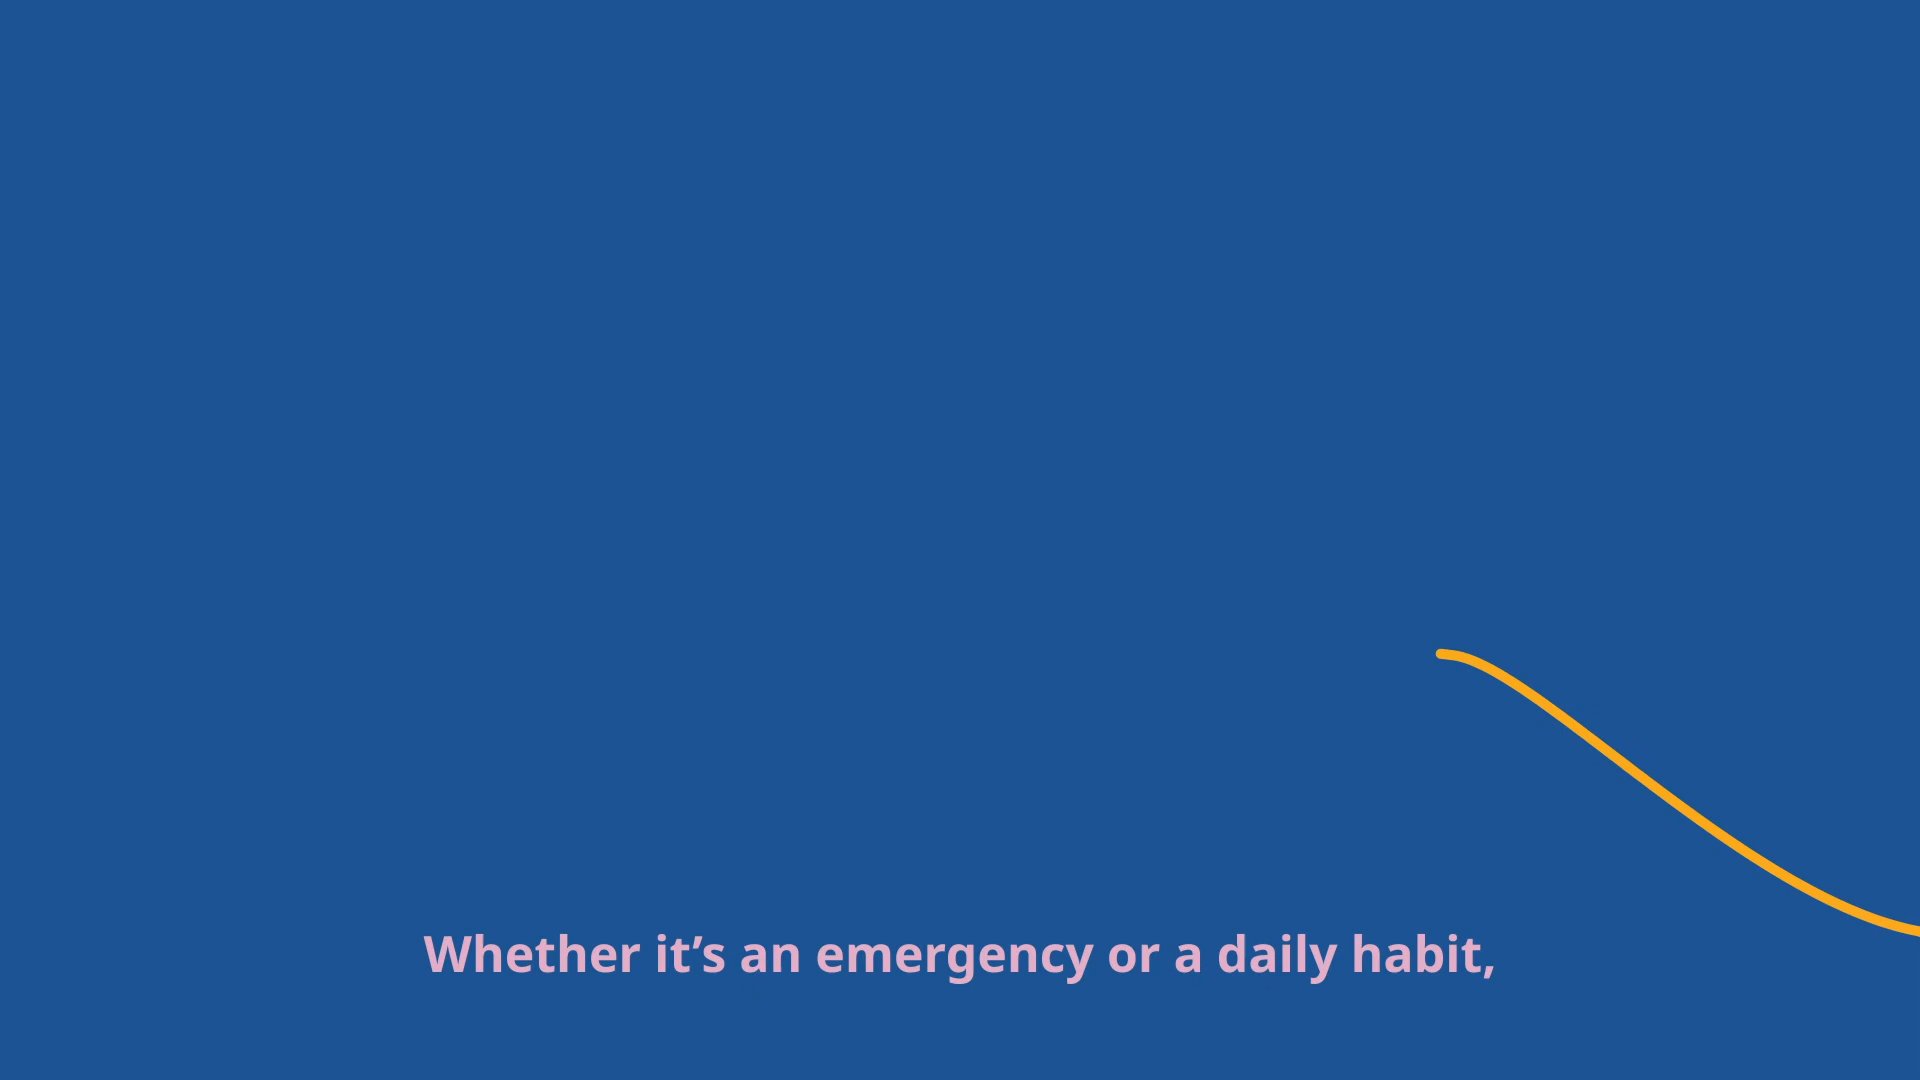 Whether it’s an emergency or a daily habit,